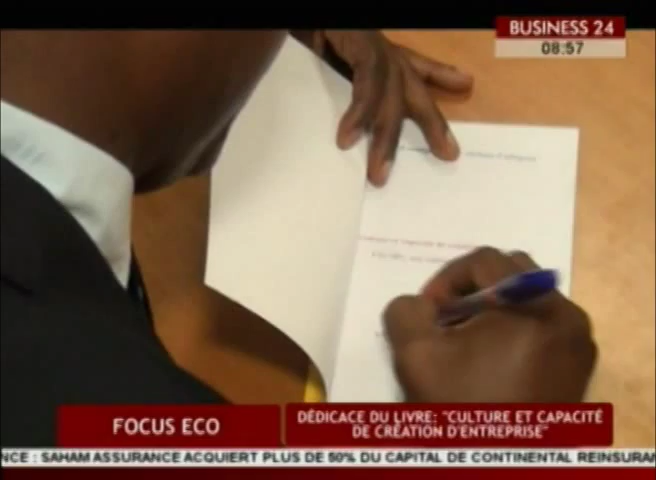 BUSINESS 24
08:57
FOCUS ECO
DÉDICACE DU LIVRE: "CULTURE ET CAPACITÉ
DE CRÉATION D'ENTREPRISE"
NCE : SAHAM ASSURANCE ACQUIERT PLUS DE 50% DU CAPITAL DE CONTINENTAL REINSURAN